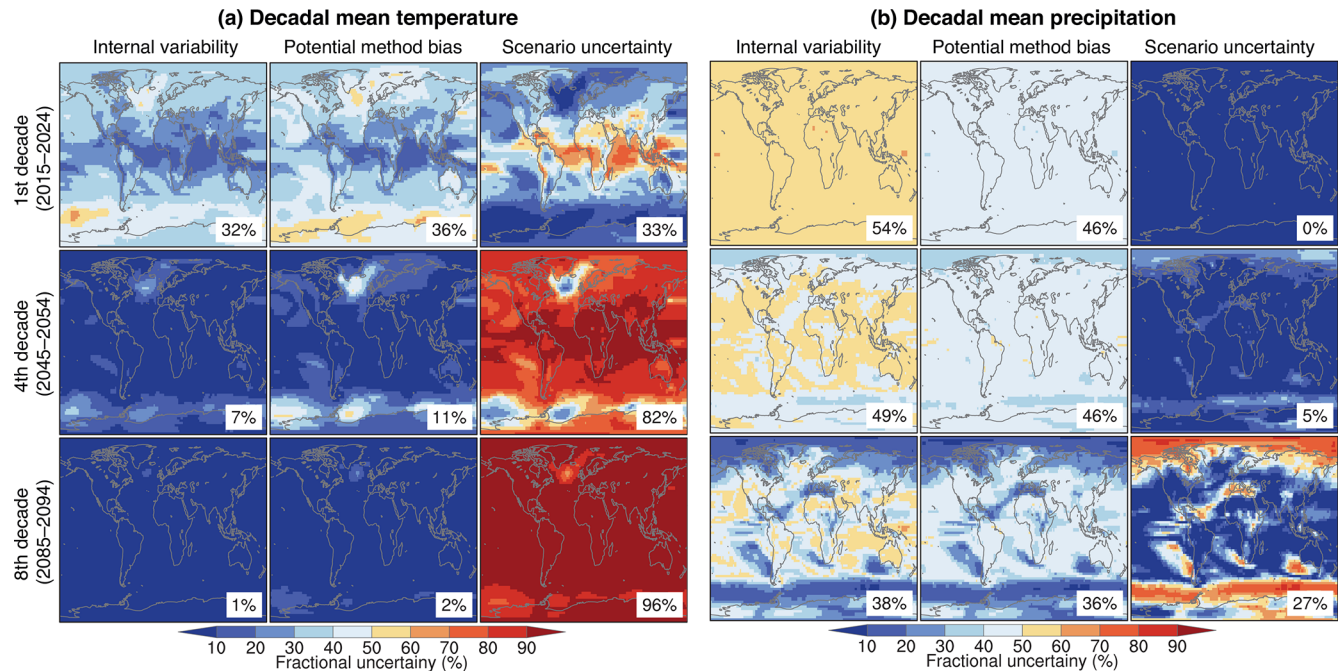 (a) Decadal mean temperature
(b) Decadal mean precipitation
Internal variability
Potential method bias
Scenario uncertainty
Internal variability
Potential method bias
Scenario uncertainty
1st decade
(2015–2024)
32%
36%
33%
54%
46%
0%
4th decade
(2045–2054)
7%
11%
82%
49%
46%
5%
8th decade
(2085–2094)
1%
2%
96%
38%
36%
27%
10 20 30 40 50 60 70 80 90
Fractional uncertainy (%)
10 20 30 40 50 60 70 80 90
Fractional uncertainy (%)